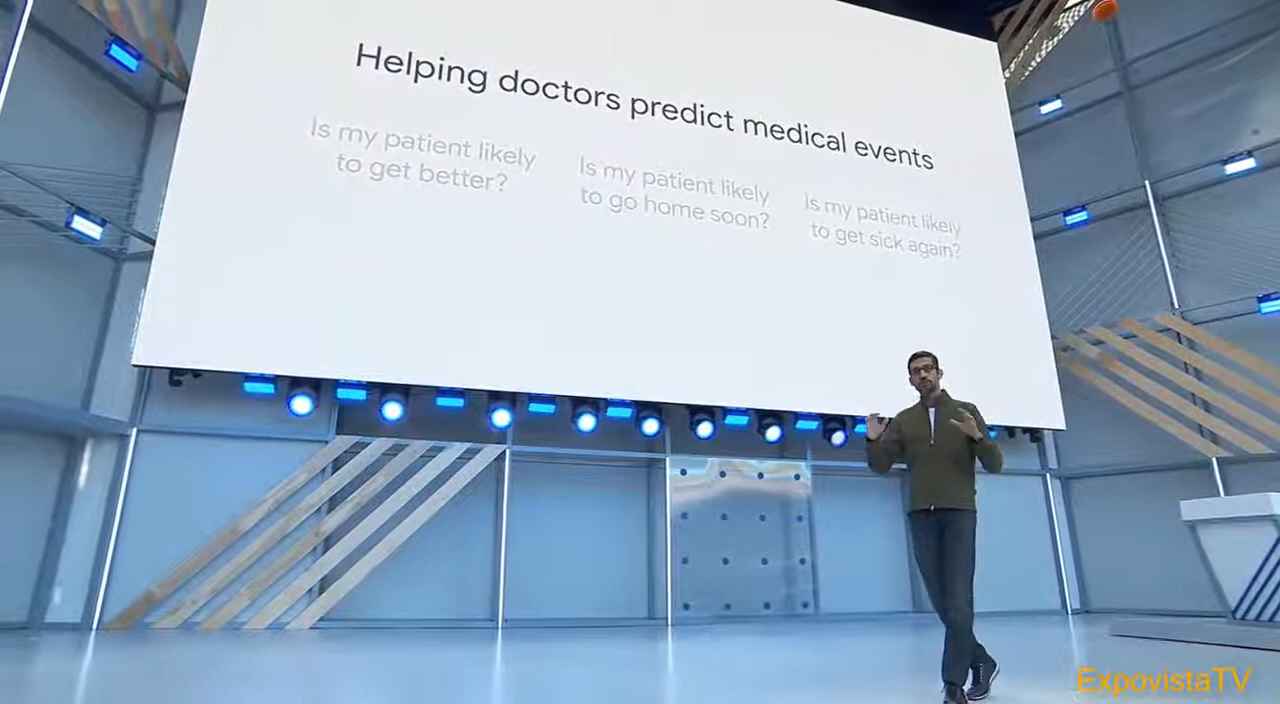 Helping doctors predict medical events
Is my patient likely
to get better?
Is my patient likely
to go home soon?
Is my patient likely
to get sick again?
ExpovistaTV